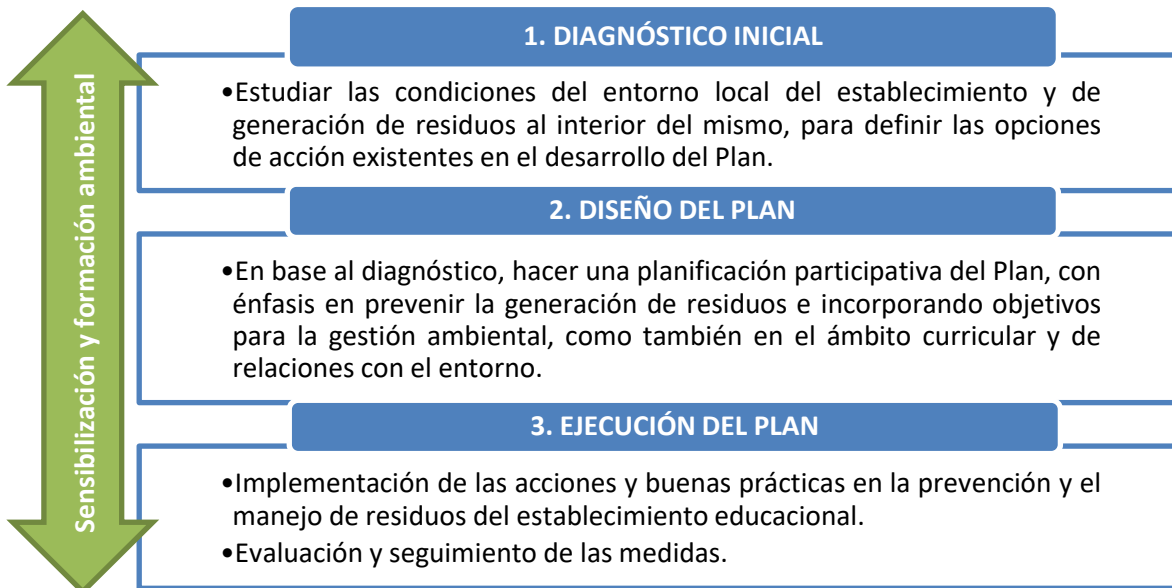 Sensibilización y formación ambiental
1. DIAGNÓSTICO INICIAL
•Estudiar las condiciones del entorno local del establecimiento y de
generación de residuos al interior del mismo, para definir las opciones
de acción existentes en el desarrollo del Plan.
2. DISEÑO DEL PLAN
•En base al diagnóstico, hacer una planificación participativa del Plan, con
énfasis en prevenir la generación de residuos e incorporando objetivos
para la gestión ambiental, como también en el ámbito curricular y de
relaciones con el entorno.
3. EJECUCIÓN DEL PLAN
•Implementación de las acciones y buenas prácticas en la prevención y el
manejo de residuos del establecimiento educacional.
•Evaluación y seguimiento de las medidas.